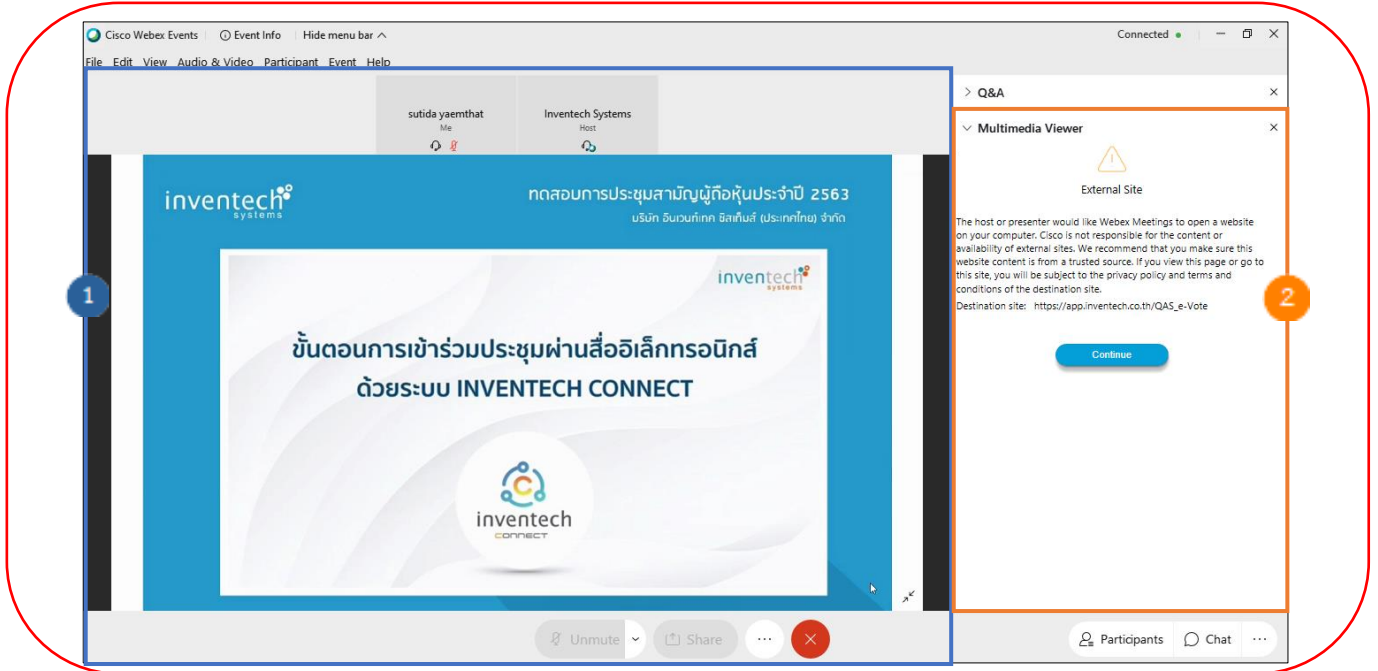 Cisco Webex Events
Event Info
Hide menu bar
Connected
File Edit View Audio & Video Participant Event Help
sutida yaemthat
Me
Inventech Systems
Host
inventech
systems
ทดสอบการประชุมสามัญผู้ถือหุ้นประจำปี 2563
บริษัท อินเวนท์เทค ซิสเท็มส์ (ประเทศไทย) จำกัด
inventech
systems
ขั้นตอนการเข้าร่วมประชุมผ่านสื่ออิเล็กทรอนิกส์
ด้วยระบบ INVENTECH CONNECT
C
inventech
CONNECT
1
Unmute
Share
Q&A
Multimedia Viewer
External Site
The host or presenter would like Webex Meetings to open a website
on your computer. Cisco is not responsible for the content or
availability of external sites. We recommend that you make sure this
website content is from a trusted source. If you view this page or go to
this site, you will be subject to the privacy policy and terms and
conditions of the destination site.
Destination site: https://app.inventech.co.th/QAS_e-Vote
2
Continue
Participants
Chat